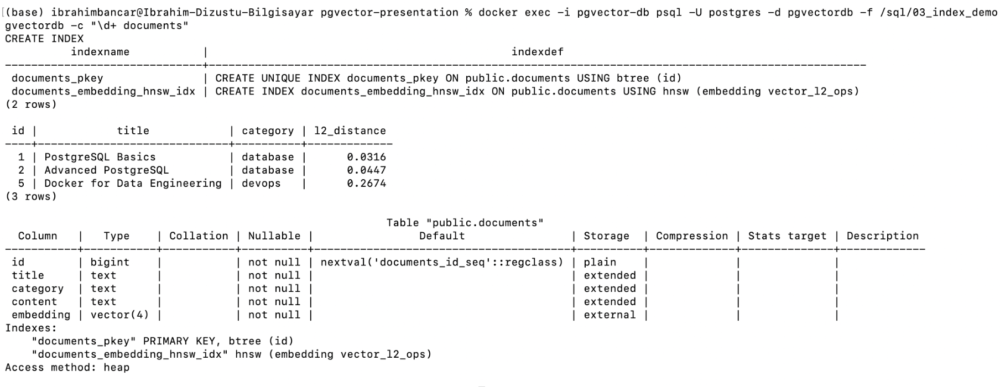 (base) ibrahimbancar@Ibrahim-Dizustu-Bilgisayar pgvector-presentation % docker exec -i pgvector-db psql -U postgres -d pgvectordb -f /sql/03_index_demo
gvectordb -c "\d+ documents"
CREATE INDEX
          indexname           |                                              indexdef
------------------------------+----------------------------------------------------------------------------------------------------
 documents_pkey               | CREATE UNIQUE INDEX documents_pkey ON public.documents USING btree (id)
 documents_embedding_hnsw_idx | CREATE INDEX documents_embedding_hnsw_idx ON public.documents USING hnsw (embedding vector_l2_ops)
(2 rows)

 id |            title            | category | l2_distance
----+-----------------------------+----------+-------------
  1 | PostgreSQL Basics           | database |      0.0316
  2 | Advanced PostgreSQL         | database |      0.0447
  5 | Docker for Data Engineering | devops   |      0.2674
(3 rows)

                                                          Table "public.documents"
  Column   |   Type    | Collation | Nullable |                Default                | Storage  | Compression | Stats target | Description
-----------+-----------+-----------+----------+---------------------------------------+----------+-------------+--------------+-------------
 id        | bigint    |           | not null | nextval('documents_id_seq'::regclass) | plain    |             |              |
 title     | text      |           | not null |                                       | extended |             |              |
 category  | text      |           | not null |                                       | extended |             |              |
 content   | text      |           | not null |                                       | extended |             |              |
 embedding | vector(4) |           | not null |                                       | external |             |              |
Indexes:
    "documents_pkey" PRIMARY KEY, btree (id)
    "documents_embedding_hnsw_idx" hnsw (embedding vector_l2_ops)
Access method: heap